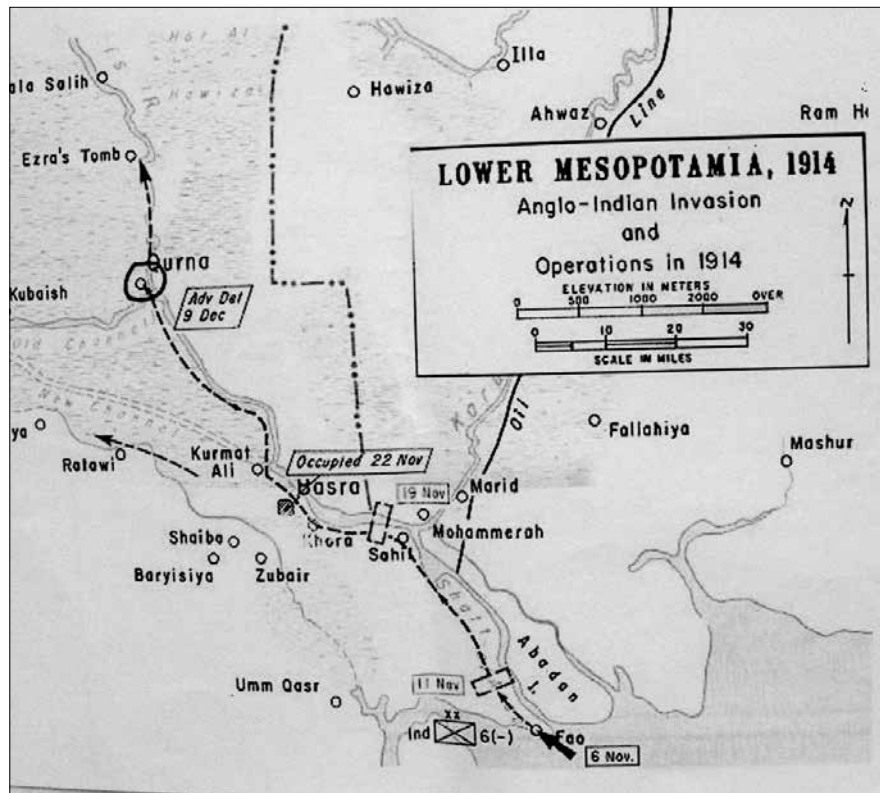 Illa
Hawiza
Ahwaz
Line
Ezra's Tomb
LOWER MESOPOTAMIA, 1914
Anglo-Indian Invasion
and
Operations in 1914
ELEVATION IN METERS
0 500 1000 2000 OVER
0 10 20 30
SCALE IN MILES
N
ala Salih
Ram H
Qurna
Kubaish
Adv Det
9 Dec
Old Channel
New Channel
ya
Ratawi
Kurmat
Ali
Occupied 22 Nov
Basra
19 Nov
Marid
Oil
Fallahiya
Mashur
Khora
Sahil
Mohammerah
Shaiba
Baryisiya
Zubair
Shatt
Abadan
I.
Umm Qasr
11 Nov
xx
Ind 6(-)
Fao
6 Nov.